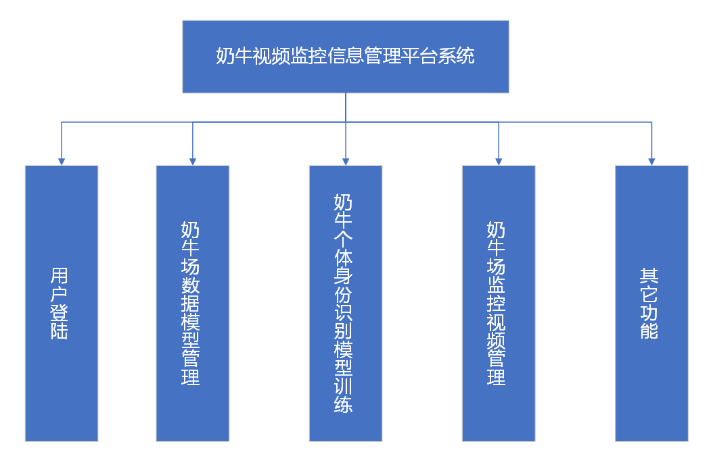 奶牛视频监控信息管理平台系统
用户登陆
奶牛场数据模型管理
奶牛个体身份识别模型训练
奶牛场监控视频管理
其它功能